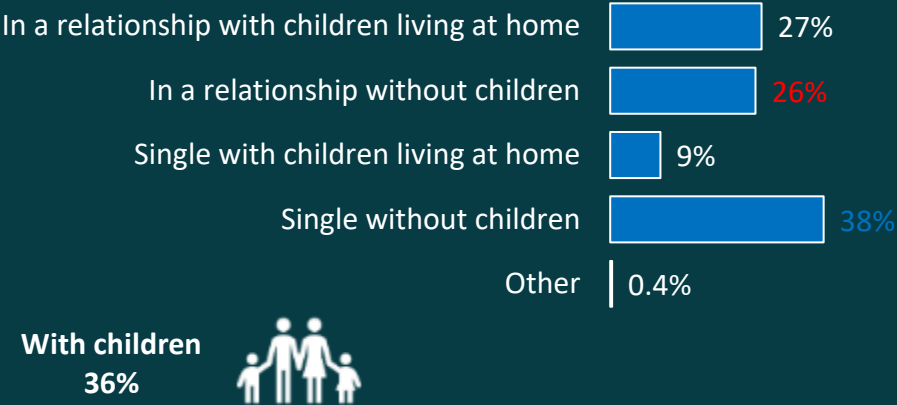 In a relationship with children living at home 27%
In a relationship without children 26%
Single with children living at home 9%
Single without children 38%
Other 0.4%
With children
36%